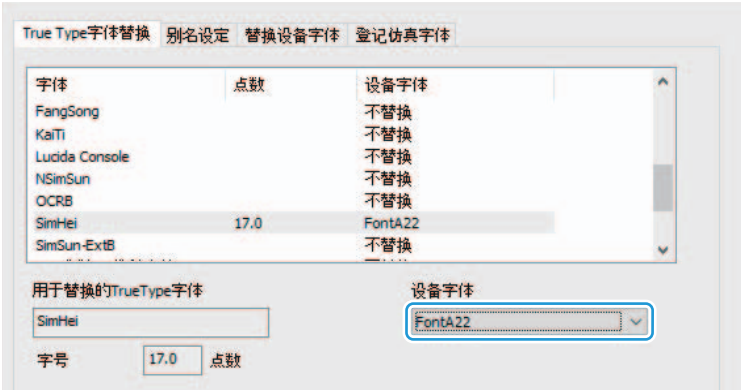 True Type字体替换 别名设定 替换设备字体 登记仿真字体
字体 点数 设备字体
FangSong 不替换
KaiTi 不替换
Lucida Console 不替换
NSimSun 不替换
OCRB 不替换
SimHei 17.0 FontA22
SimSun-ExtB 不替换
用于替换的TrueType字体 设备字体
SimHei FontA22
字号 17.0 点数